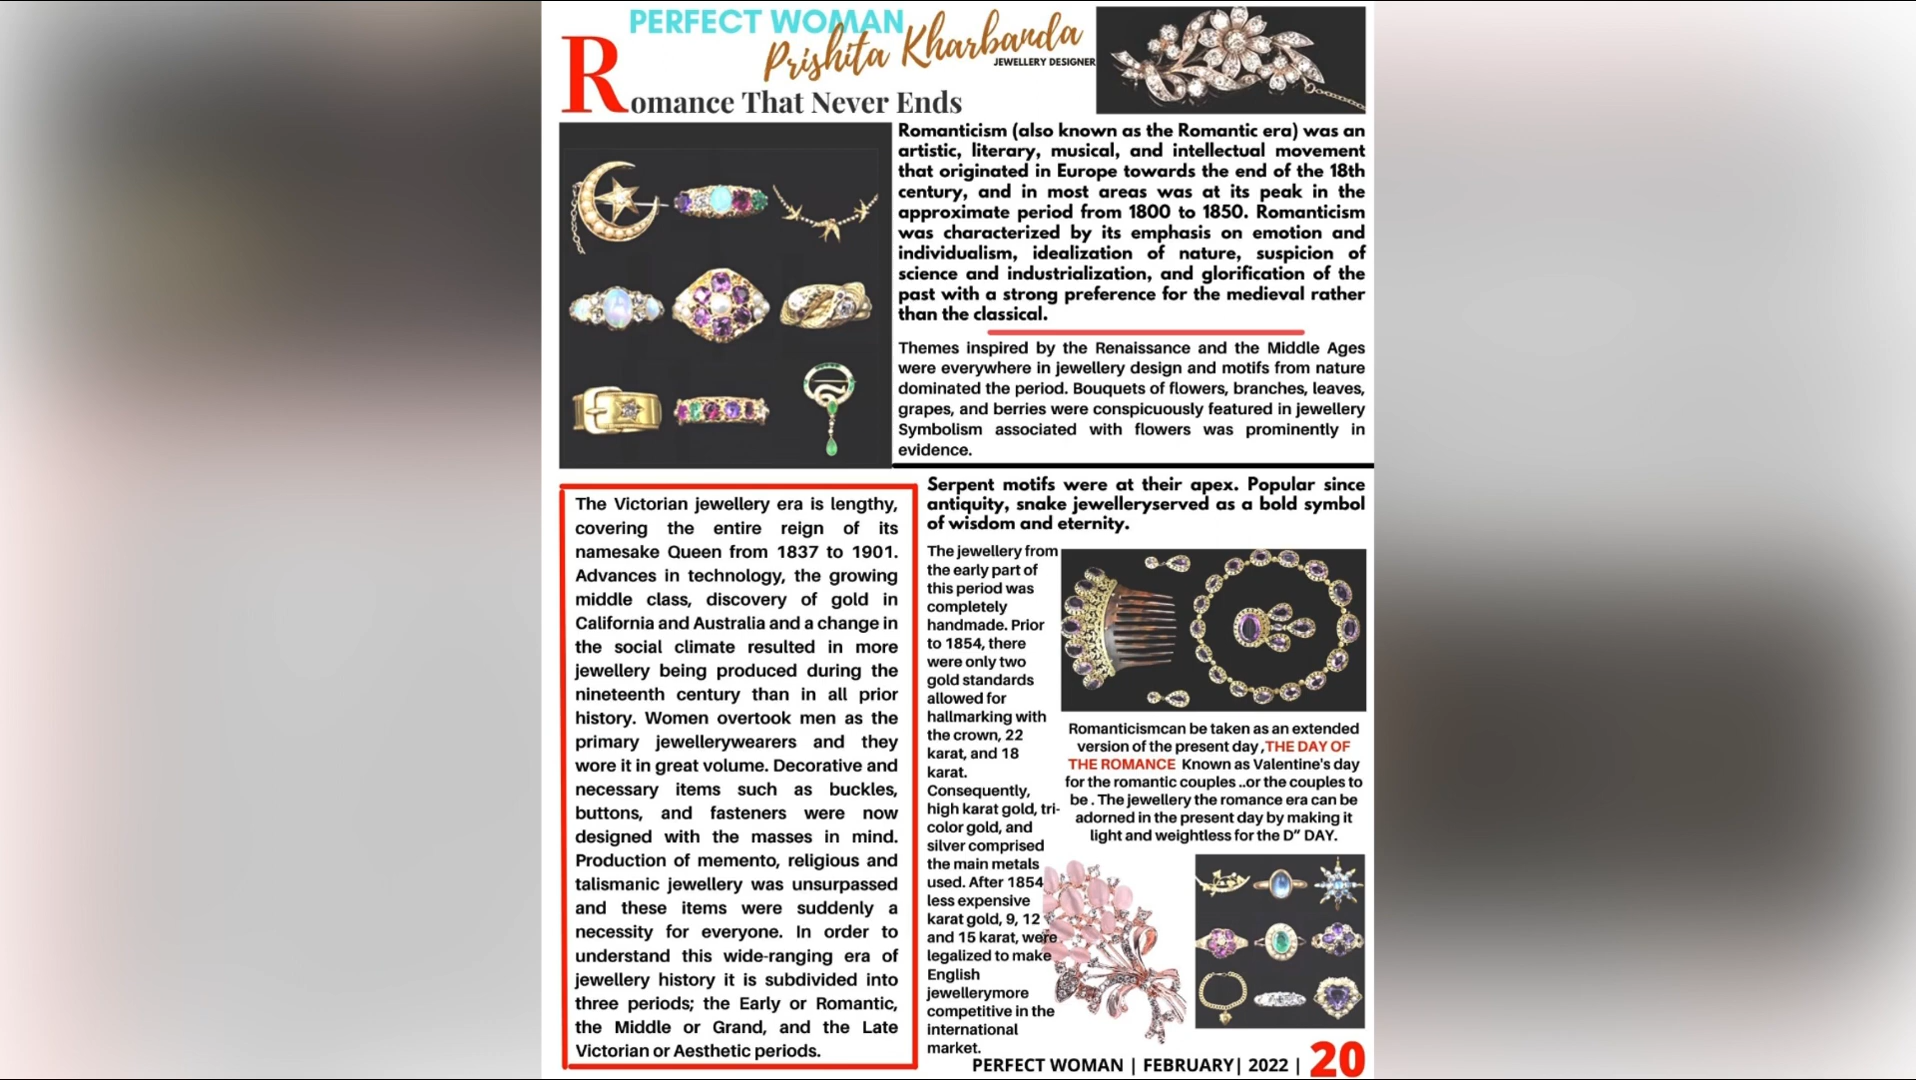 PERFECT WOMAN
Prishita Kharbanda
JEWELLERY DESIGNER
Romance That Never Ends
Romanticism (also known as the Romantic era) was an
artistic, literary, musical, and intellectual movement
that originated in Europe towards the end of the 18th
century, and in most areas was at its peak in the
approximate period from 1800 to 1850. Romanticism
was characterized by its emphasis on emotion and
individualism, idealization of nature, suspicion of
science and industrialization, and glorification of the
past with a strong preference for the medieval rather
than the classical.
Themes inspired by the Renaissance and the Middle Ages
were everywhere in jewellery design and motifs from nature
dominated the period. Bouquets of flowers, branches, leaves,
grapes, and berries were conspicuously featured in jewellery
Symbolism associated with flowers was prominently in
evidence.
The Victorian jewellery era is lengthy,
covering the entire reign of its
namesake Queen from 1837 to 1901.
Advances in technology, the growing
middle class, discovery of gold in
California and Australia and a change in
the social climate resulted in more
jewellery being produced during the
nineteenth century than in all prior
history. Women overtook men as the
primary jewellerywearers and they
wore it in great volume. Decorative and
necessary items such as buckles,
buttons, and fasteners were now
designed with the masses in mind.
Production of memento, religious and
talismanic jewellery was unsurpassed
and these items were suddenly a
necessity for everyone. In order to
understand this wide-ranging era of
jewellery history it is subdivided into
three periods; the Early or Romantic,
the Middle or Grand, and the Late
Victorian or Aesthetic periods.
Serpent motifs were at their apex. Popular since
antiquity, snake jewelleryserved as a bold symbol
of wisdom and eternity.
The jewellery from
the early part of
this period was
completely
handmade. Prior
to 1854, there
were only two
gold standards
allowed for
hallmarking with
the crown, 22
karat, and 18
karat.
Consequently,
high karat gold, tri-
color gold, and
silver comprised
the main metals
used. After 1854
less expensive
karat gold, 9, 12
and 15 karat, were
legalized to make
English
jewellerymore
competitive in the
international
market.
Romanticismcan be taken as an extended
version of the present day ,THE DAY OF
THE ROMANCE Known as Valentine's day
for the romantic couples ..or the couples to
be . The jewellery the romance era can be
adorned in the present day by making it
light and weightless for the D” DAY.
PERFECT WOMAN | FEBRUARY| 2022 | 20